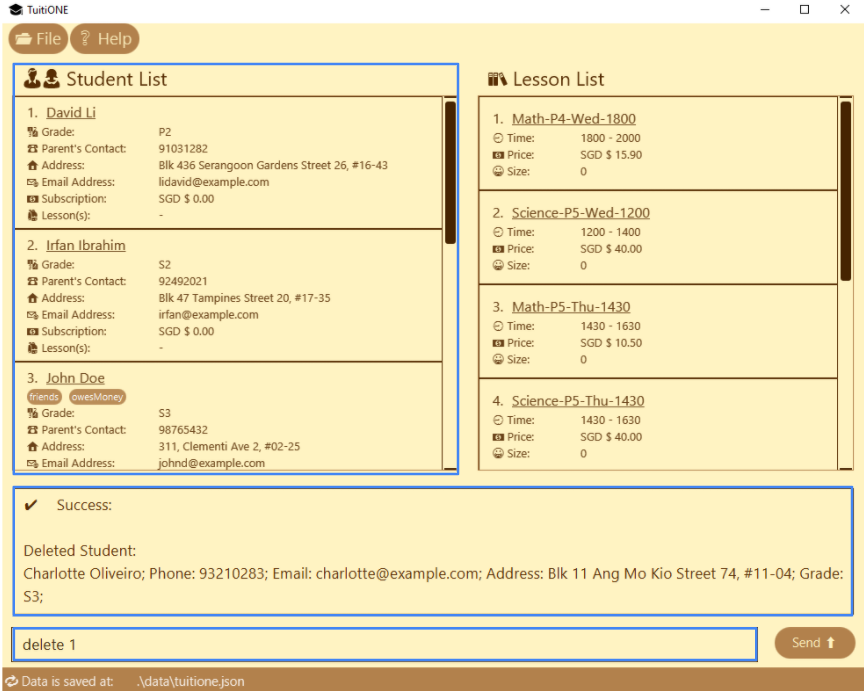 TuitiONE
File Help
Student List
1. David Li
Grade: P2
Parent's Contact: 91031282
Address: Blk 436 Serangoon Gardens Street 26, #16-43
Email Address: lidavid@example.com
Subscription: SGD $ 0.00
Lesson(s): -
2. Irfan Ibrahim
Grade: S2
Parent's Contact: 92492021
Address: Blk 47 Tampines Street 20, #17-35
Email Address: irfan@example.com
Subscription: SGD $ 0.00
Lesson(s): -
3. John Doe
friends owesMoney
Grade: S3
Parent's Contact: 98765432
Address: 311, Clementi Ave 2, #02-25
Email Address: johnd@example.com
Lesson List
1. Math-P4-Wed-1800
Time: 1800 - 2000
Price: SGD $ 15.90
Size: 0
2. Science-P5-Wed-1200
Time: 1200 - 1400
Price: SGD $ 40.00
Size: 0
3. Math-P5-Thu-1430
Time: 1430 - 1630
Price: SGD $ 10.50
Size: 0
4. Science-P5-Thu-1430
Time: 1430 - 1630
Price: SGD $ 40.00
Size: 0
✔ Success:
Deleted Student:
Charlotte Oliveiro; Phone: 93210283; Email: charlotte@example.com; Address: Blk 11 Ang Mo Kio Street 74, #11-04; Grade:
S3;
delete 1
Send
Data is saved at: .\data\tuitione.json